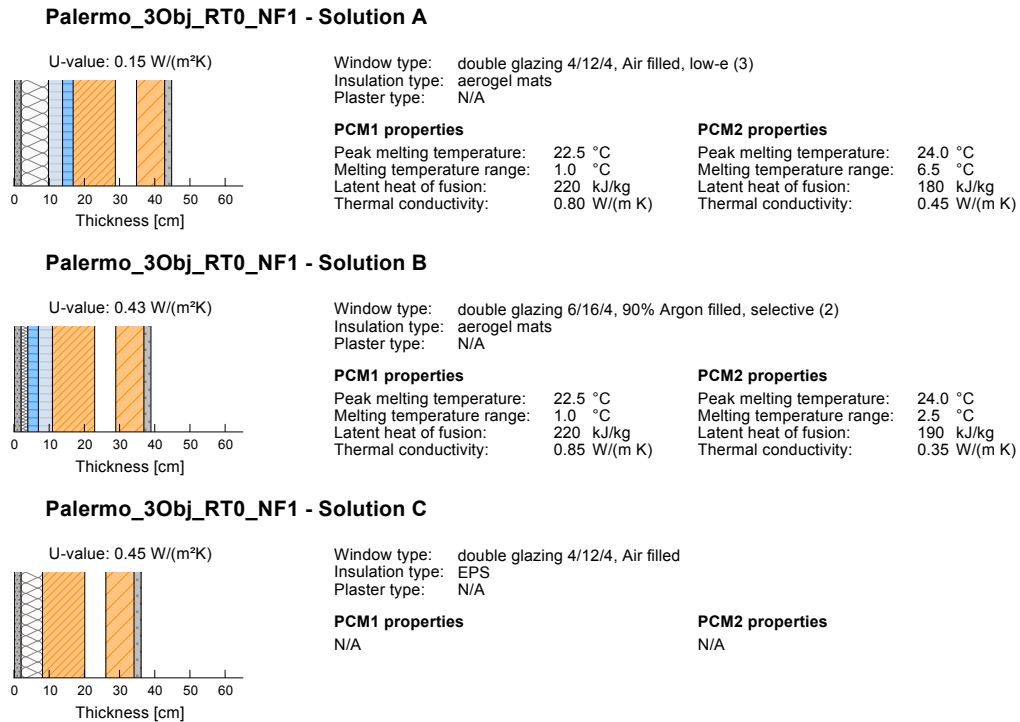 Palermo_3Obj_RT0_NF1 - Solution A
U-value: 0.15 W/(m²K)
0 10 20 30 40 50 60
Thickness [cm]
Window type: double glazing 4/12/4, Air filled, low-e (3)
Insulation type: aerogel mats
Plaster type: N/A
PCM1 properties
Peak melting temperature: 22.5 °C
Melting temperature range: 1.0 °C
Latent heat of fusion: 220 kJ/kg
Thermal conductivity: 0.80 W/(m K)
PCM2 properties
Peak melting temperature: 24.0 °C
Melting temperature range: 6.5 °C
Latent heat of fusion: 180 kJ/kg
Thermal conductivity: 0.45 W/(m K)
Palermo_3Obj_RT0_NF1 - Solution B
U-value: 0.43 W/(m²K)
0 10 20 30 40 50 60
Thickness [cm]
Window type: double glazing 6/16/4, 90% Argon filled, selective (2)
Insulation type: aerogel mats
Plaster type: N/A
PCM1 properties
Peak melting temperature: 22.5 °C
Melting temperature range: 1.0 °C
Latent heat of fusion: 220 kJ/kg
Thermal conductivity: 0.85 W/(m K)
PCM2 properties
Peak melting temperature: 24.0 °C
Melting temperature range: 2.5 °C
Latent heat of fusion: 190 kJ/kg
Thermal conductivity: 0.35 W/(m K)
Palermo_3Obj_RT0_NF1 - Solution C
U-value: 0.45 W/(m²K)
0 10 20 30 40 50 60
Thickness [cm]
Window type: double glazing 4/12/4, Air filled
Insulation type: EPS
Plaster type: N/A
PCM1 properties
N/A
PCM2 properties
N/A